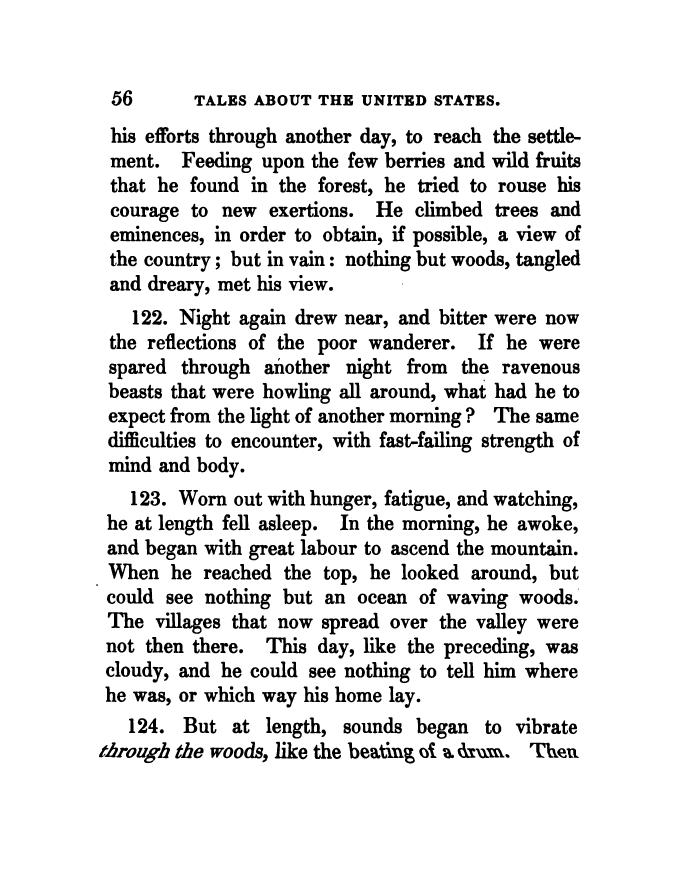 56 TALES ABOUT THE UNITED STATES.
his efforts through another day, to reach the settle-
ment. Feeding upon the few berries and wild fruits
that he found in the forest, he tried to rouse his
courage to new exertions. He climbed trees and
eminences, in order to obtain, if possible, a view of
the country; but in vain: nothing but woods, tangled
and dreary, met his view.
122. Night again drew near, and bitter were now
the reflections of the poor wanderer. If he were
spared through another night from the ravenous
beasts that were howling all around, what had he to
expect from the light of another morning? The same
difficulties to encounter, with fast-failing strength of
mind and body.
123. Worn out with hunger, fatigue, and watching,
he at length fell asleep. In the morning, he awoke,
and began with great labour to ascend the mountain.
When he reached the top, he looked around, but
could see nothing but an ocean of waving woods.
The villages that now spread over the valley were
not then there. This day, like the preceding, was
cloudy, and he could see nothing to tell him where
he was, or which way his home lay.
124. But at length, sounds began to vibrate
through the woods, like the beating of a drum. Then